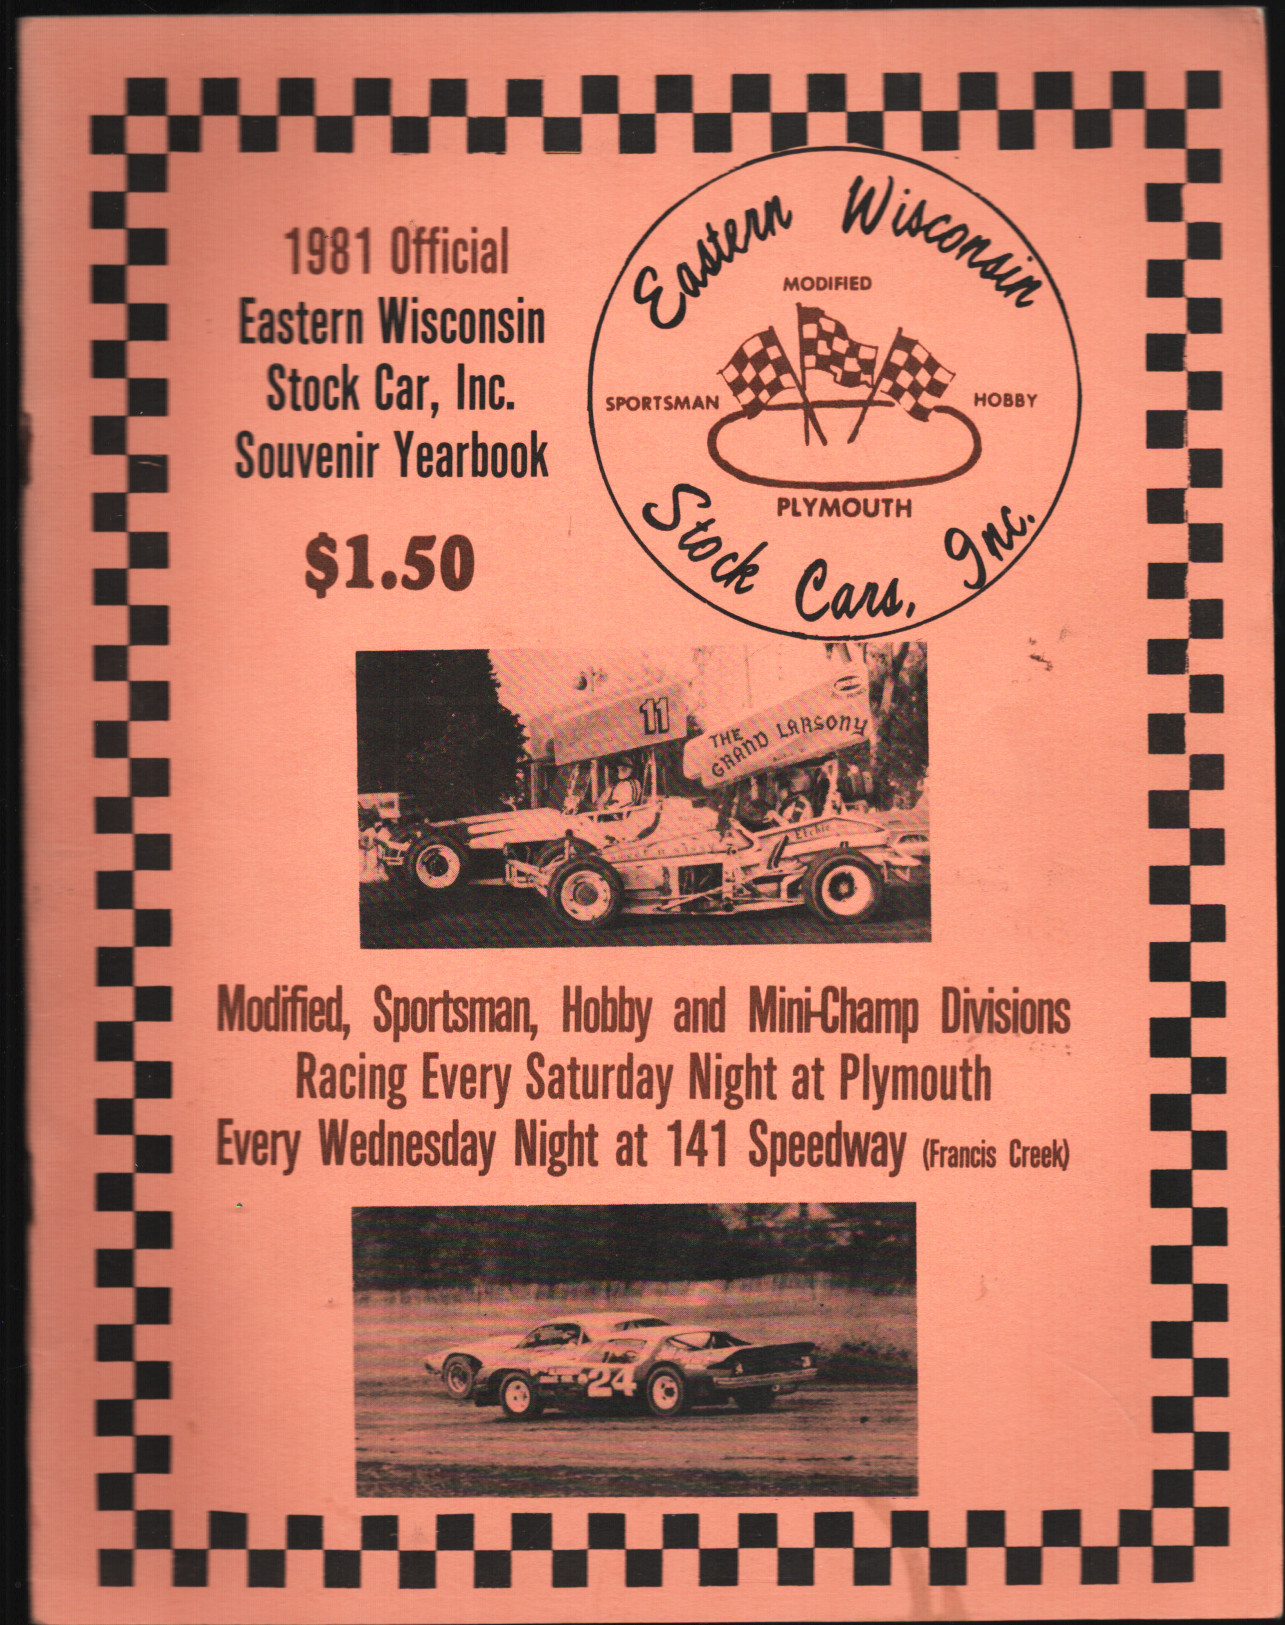 1981 Official
Eastern Wisconsin
Stock Car, Inc.
Souvenir Yearbook
$1.50
Eastern Wisconsin
MODIFIED
SPORTSMAN
HOBBY
PLYMOUTH
Stock Cars, Inc.
11
THE
GRAND LARSONY
Modified, Sportsman, Hobby and Mini-Champ Divisions
Racing Every Saturday Night at Plymouth
Every Wednesday Night at 141 Speedway (Francis Creek)
24